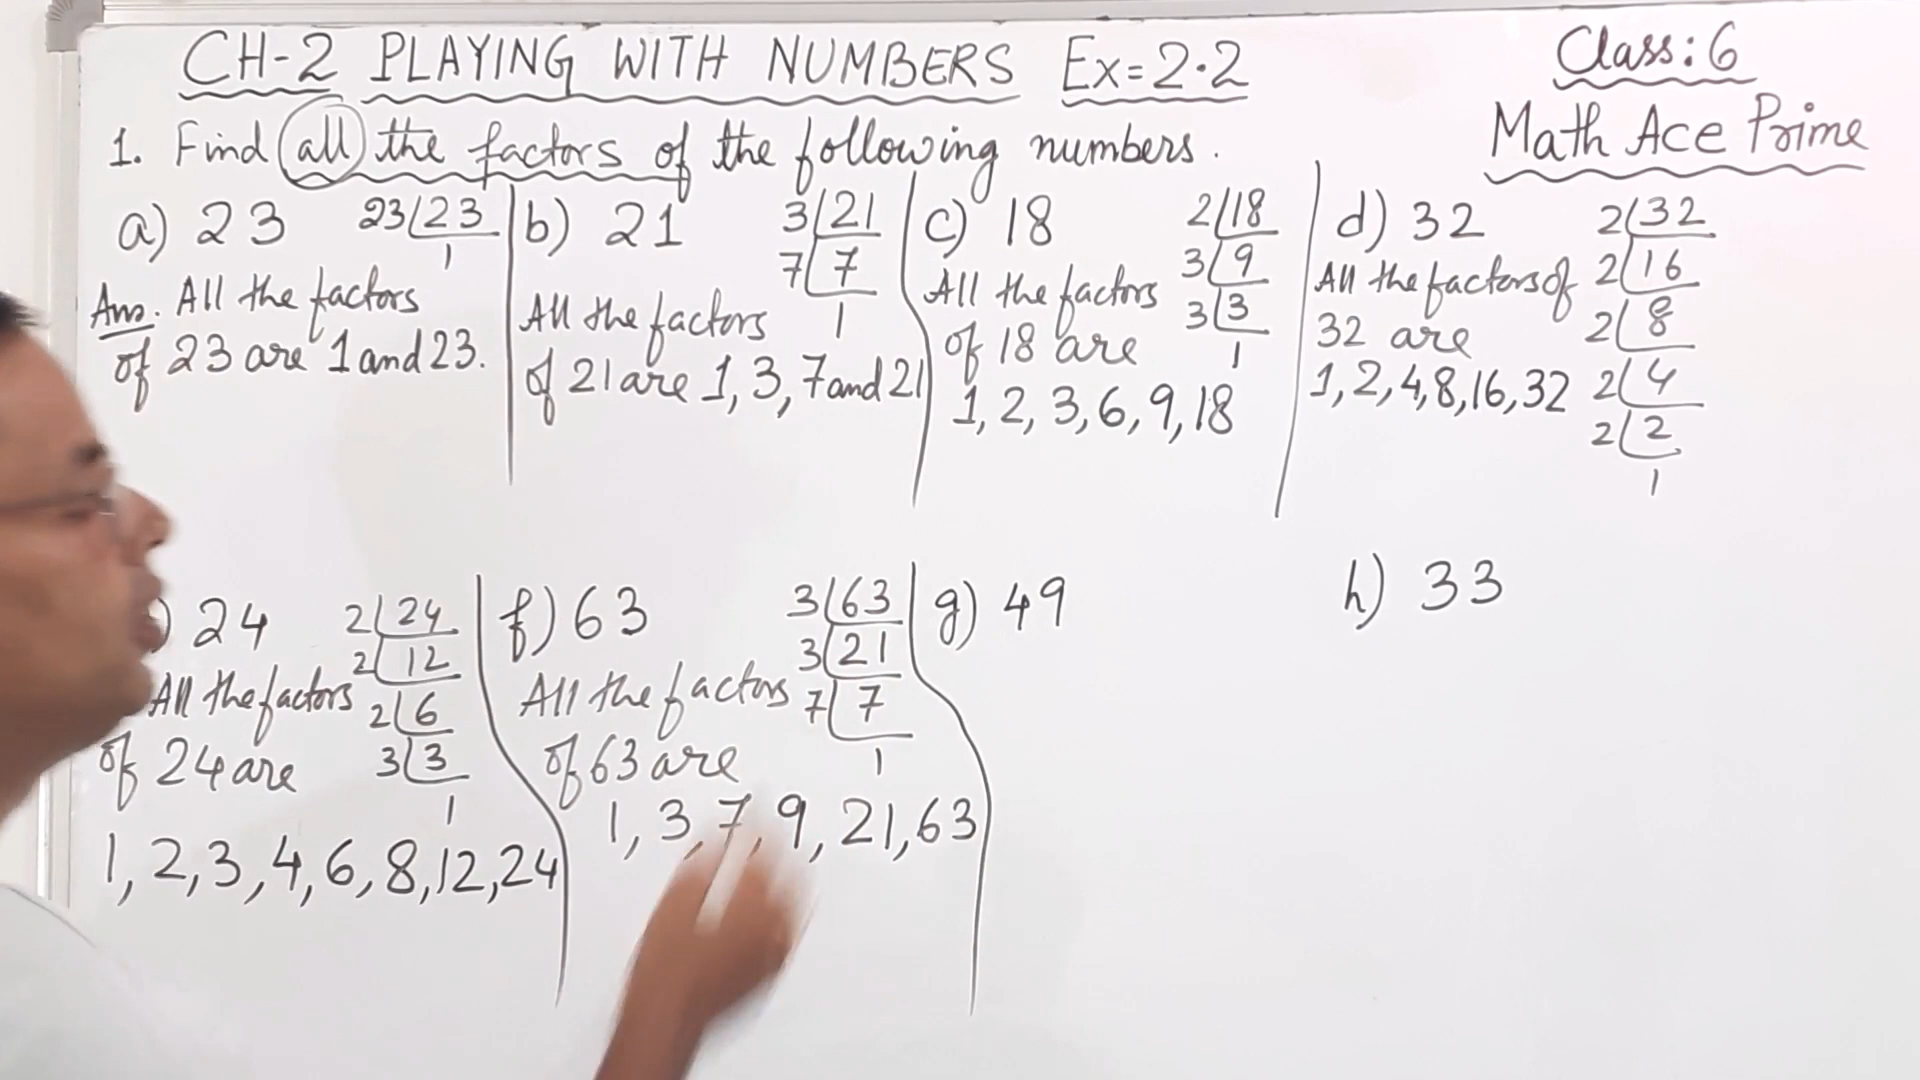 CH-2 PLAYING WITH NUMBERS Ex=2.2
Class: 6
Math Ace Prime
1. Find all the factors of the following numbers.
a) 23
23 23
1
Ans. All the factors
of 23 are 1 and 23.
b) 21
3 21
7 7
1
All the factors
of 21 are 1, 3, 7 and 21
c) 18
2 18
3 9
3 3
1
All the factors
of 18 are
1, 2, 3, 6, 9, 18
d) 32
2 32
2 16
2 8
2 4
2 2
1
All the factors of
32 are
1, 2, 4, 8, 16, 32
) 24
2 24
2 12
2 6
3 3
1
All the factors
of 24 are
1, 2, 3, 4, 6, 8, 12, 24
f) 63
3 63
3 21
7 7
1
All the factors
of 63 are
1, 3, 7, 9, 21, 63
g) 49
h) 33